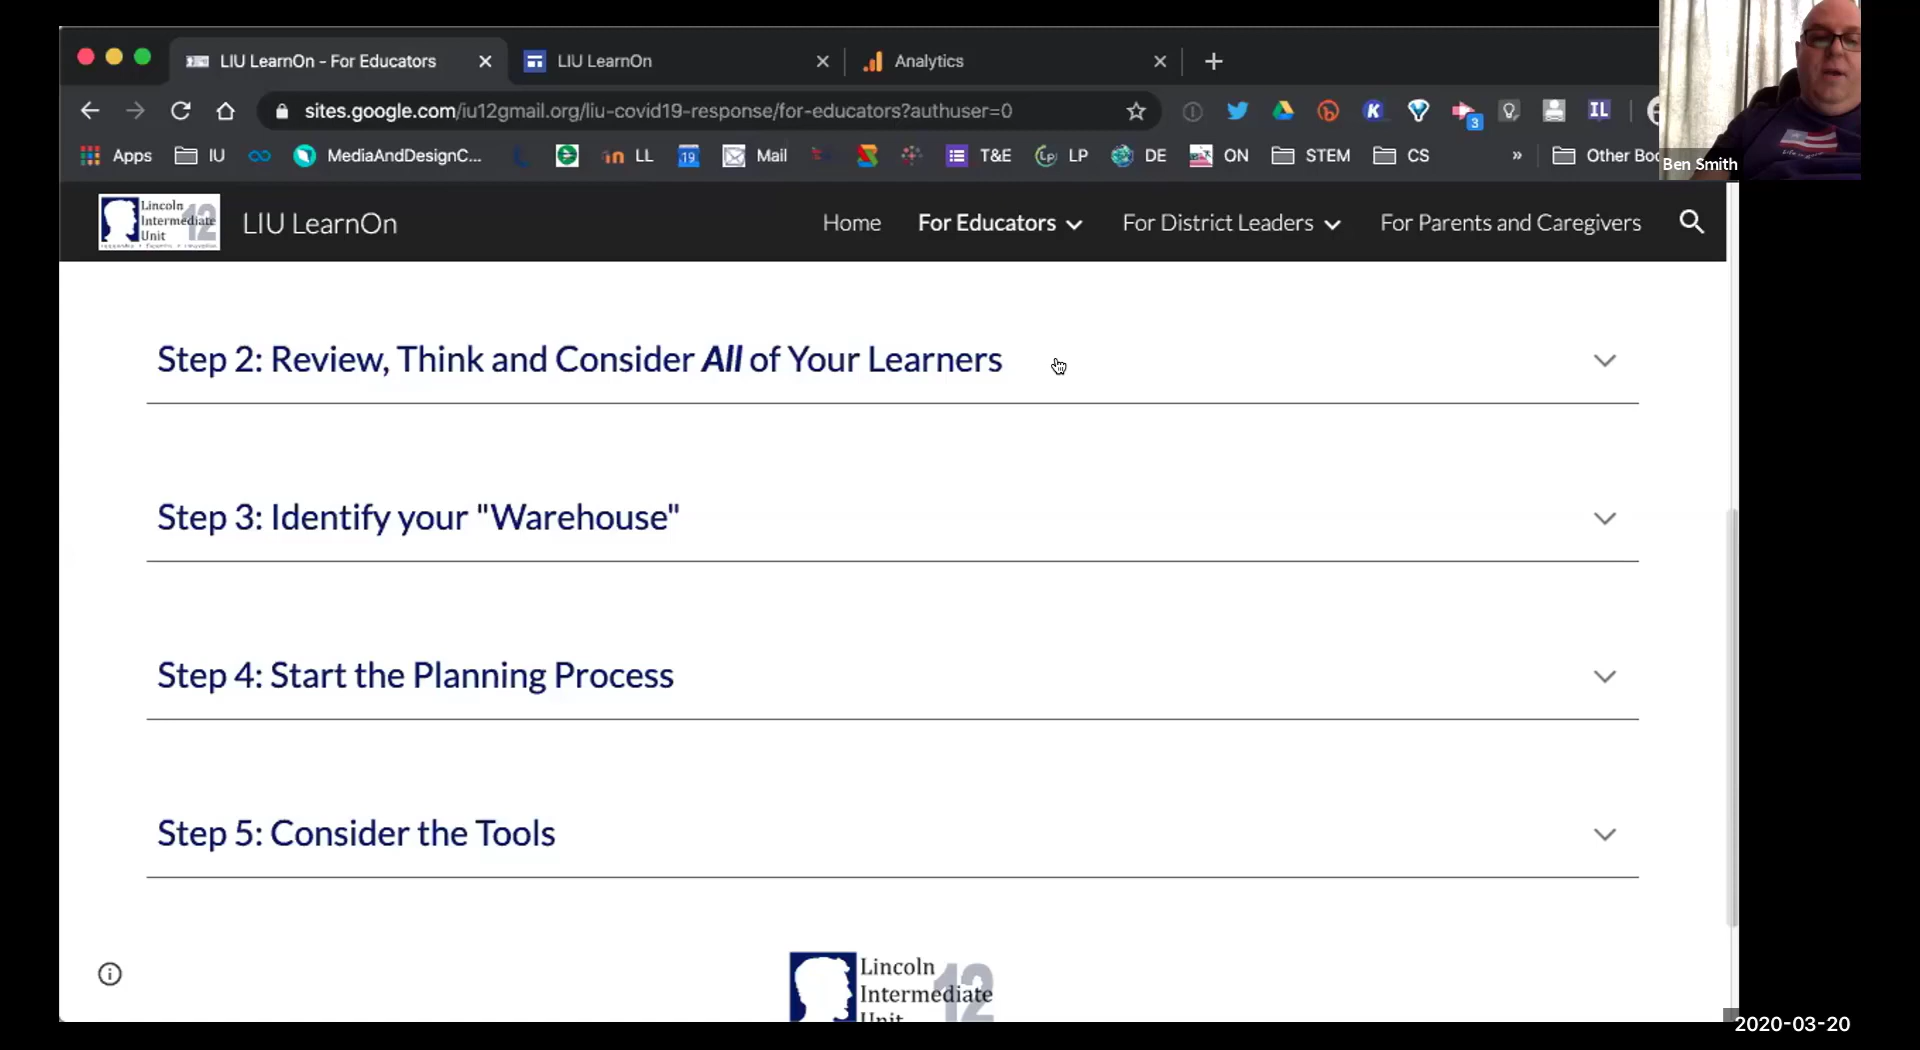 LIU LearnOn - For Educators
LIU LearnOn
Analytics
sites.google.com/iu12gmail.org/liu-covid19-response/for-educators?authuser=0
3
IL
Apps
IU
MediaAndDesignC...
LL
19
Mail
T&E
LP
DE
ON
STEM
CS
»
Other Boo
Ben Smith
Lincoln
Intermediate
Unit
12
LIU LearnOn
Home
For Educators
For District Leaders
For Parents and Caregivers
Step 2: Review, Think and Consider All of Your Learners
Step 3: Identify your "Warehouse"
Step 4: Start the Planning Process
Step 5: Consider the Tools
Lincoln
Intermediate
Unit
12
2020-03-20